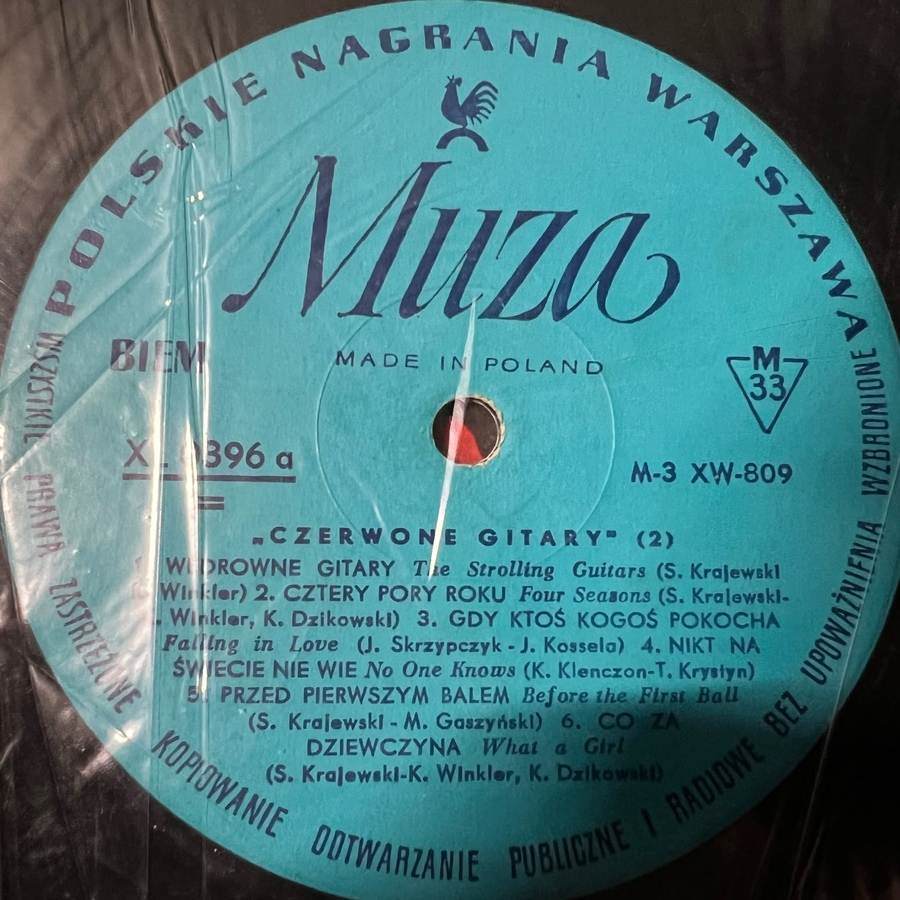 POLSKIE NAGRANIA WARSZAWA
Muza
BIEM
MADE IN POLAND
M
33
0396 a
M-3 XW-809
„CZERWONE GITARY" (2)
1. WĘDROWNE GITARY The Strolling Guitars (S. Krajewski
Winkler) 2. CZTERY PORY ROKU Four Seasons (S. Krajewski-
Winkler, K. Dzikowski) 3. GDY KTOŚ KOGOŚ POKOCHA
Falling in Love (J. Skrzypczyk - J. Kossela) 4. NIKT NA
ŚWIECIE NIE WIE No One Knows (K. Klenczon-T. Krystyn)
5. PRZED PIERWSZYM BALEM Before the First Ball
(S. Krajewski - M. Gaszyński) 6. CO ZA
DZIEWCZYNA What a Girl
(S. Krajewski-K. Winkler, K. Dzikowski)
WSZYSTKIE PRAWA ZASTRZEŻONE KOPIOWANIE ODTWARZANIE PUBLICZNE I RADIOWE BEZ UPOWAŻNIENIA WZBRONIONE